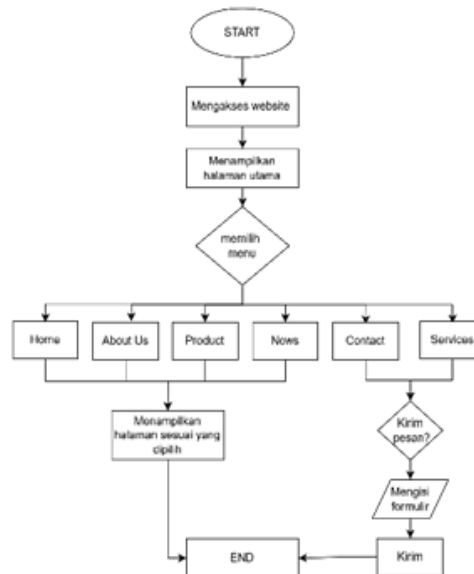 START
Mengakses website
Menampilkan
halaman utama
memilih
menu
Home
About Us
Product
News
Contact
Services
Menampilkan
halaman sesuai yang
dipilih
Kirim
pesan?
Mengisi
formulir
Kirim
END